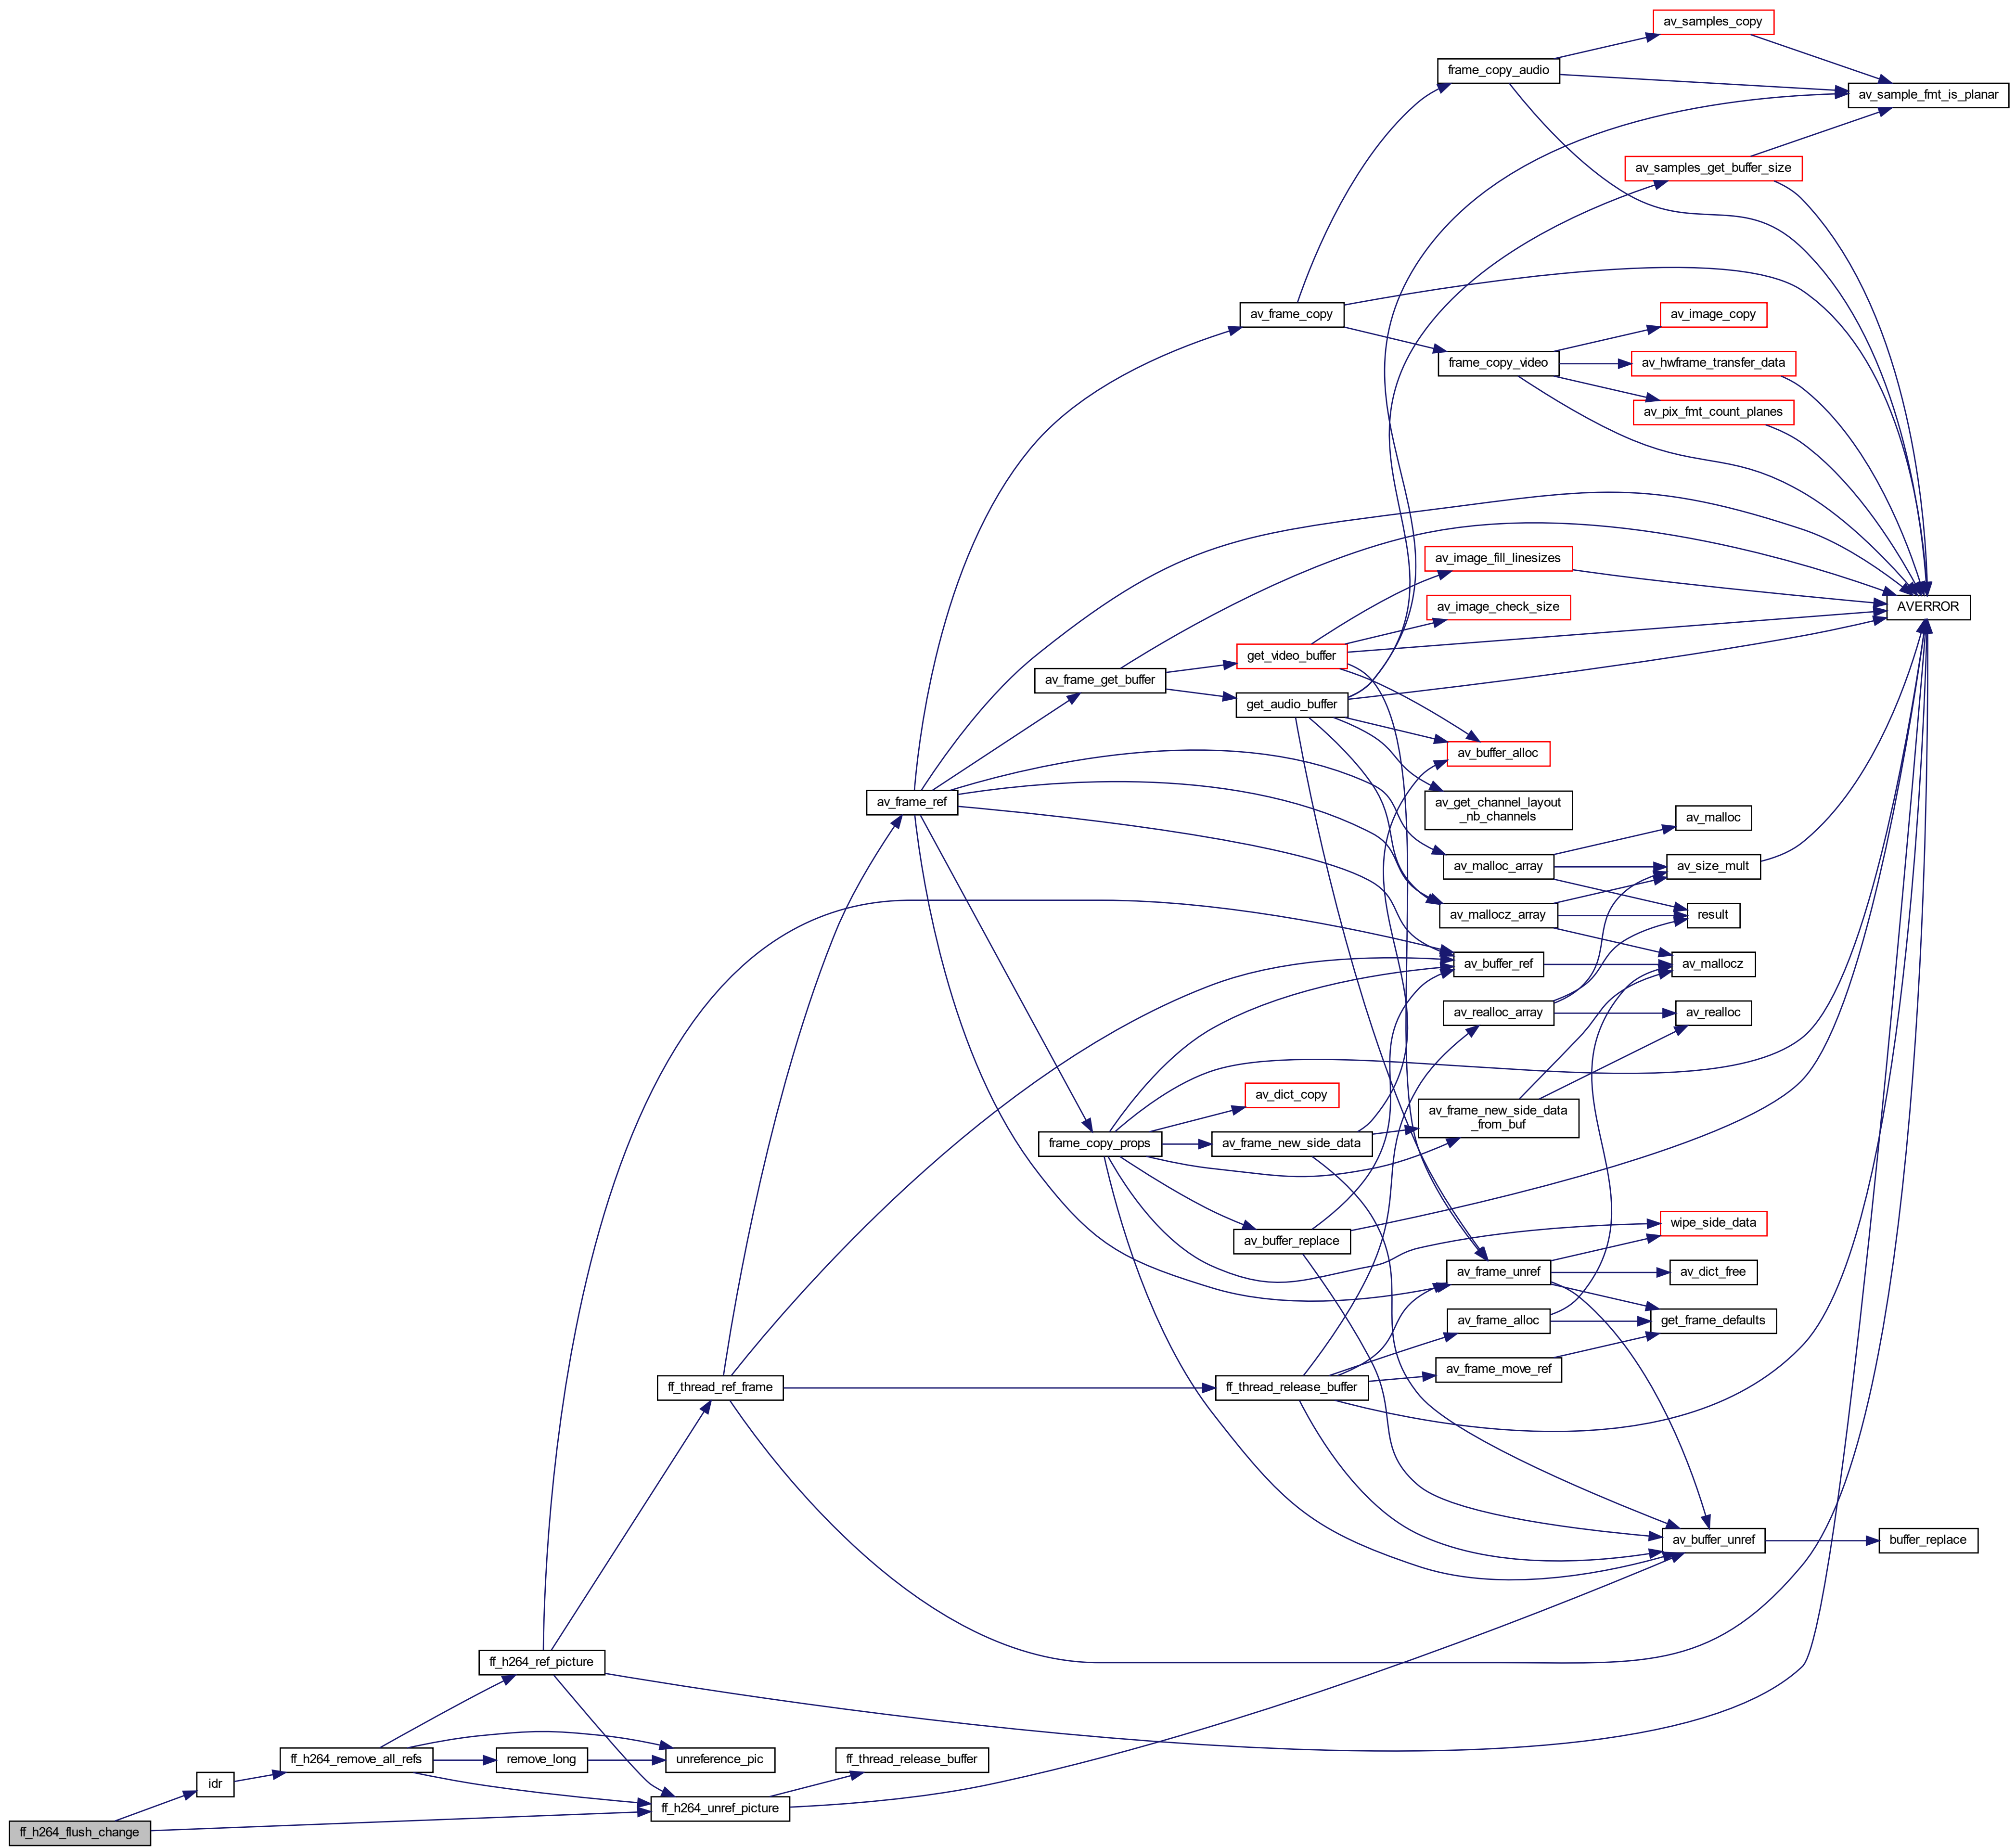 av_samples_copy
frame_copy_audio
av_sample_fmt_is_planar
av_samples_get_buffer_size
av_frame_copy
av_image_copy
frame_copy_video
av_hwframe_transfer_data
av_pix_fmt_count_planes
av_image_fill_linesizes
av_image_check_size
AVERROR
get_video_buffer
av_frame_get_buffer
get_audio_buffer
av_buffer_alloc
av_frame_ref
av_get_channel_layout
_nb_channels
av_malloc
av_malloc_array
av_size_mult
av_mallocz_array
result
av_buffer_ref
av_mallocz
av_realloc_array
av_realloc
av_dict_copy
av_frame_new_side_data
_from_buf
frame_copy_props
av_frame_new_side_data
wipe_side_data
av_buffer_replace
av_frame_unref
av_dict_free
av_frame_alloc
get_frame_defaults
av_frame_move_ref
ff_thread_ref_frame
ff_thread_release_buffer
av_buffer_unref
buffer_replace
ff_h264_ref_picture
ff_h264_remove_all_refs
remove_long
unreference_pic
ff_thread_release_buffer
idr
ff_h264_unref_picture
ff_h264_flush_change